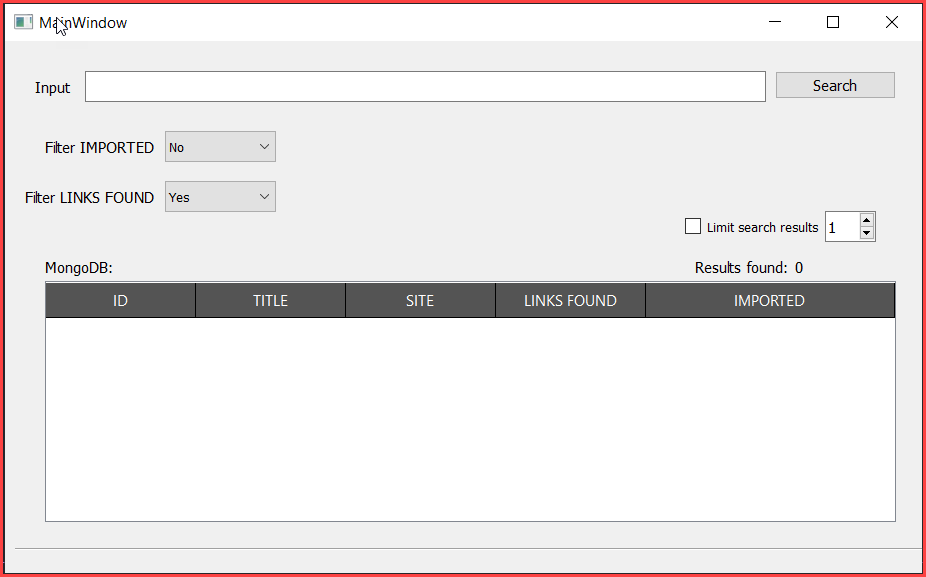 MainWindow
Input
Search
Filter IMPORTED No
Filter LINKS FOUND Yes
Limit search results 1
MongoDB: Results found: 0
ID TITLE SITE LINKS FOUND IMPORTED